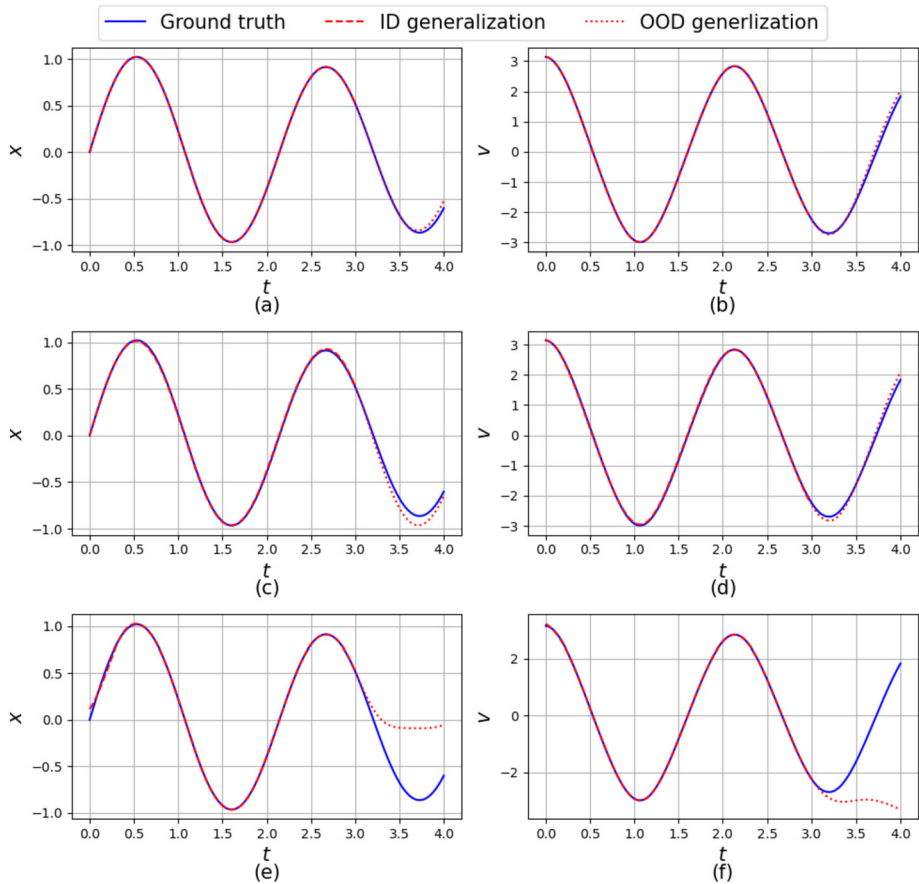 Ground truth ID generalization OOD generlization
1.0 0.5 0.0 −0.5 −1.0
x
0.0 0.5 1.0 1.5 2.0 2.5 3.0 3.5 4.0
t
(a)
3 2 1 0 −1 −2 −3
v
0.0 0.5 1.0 1.5 2.0 2.5 3.0 3.5 4.0
t
(b)
1.0 0.5 0.0 −0.5 −1.0
x
0.0 0.5 1.0 1.5 2.0 2.5 3.0 3.5 4.0
t
(c)
3 2 1 0 −1 −2 −3
v
0.0 0.5 1.0 1.5 2.0 2.5 3.0 3.5 4.0
t
(d)
1.0 0.5 0.0 −0.5 −1.0
x
0.0 0.5 1.0 1.5 2.0 2.5 3.0 3.5 4.0
t
(e)
2 0 −2
v
0.0 0.5 1.0 1.5 2.0 2.5 3.0 3.5 4.0
t
(f)